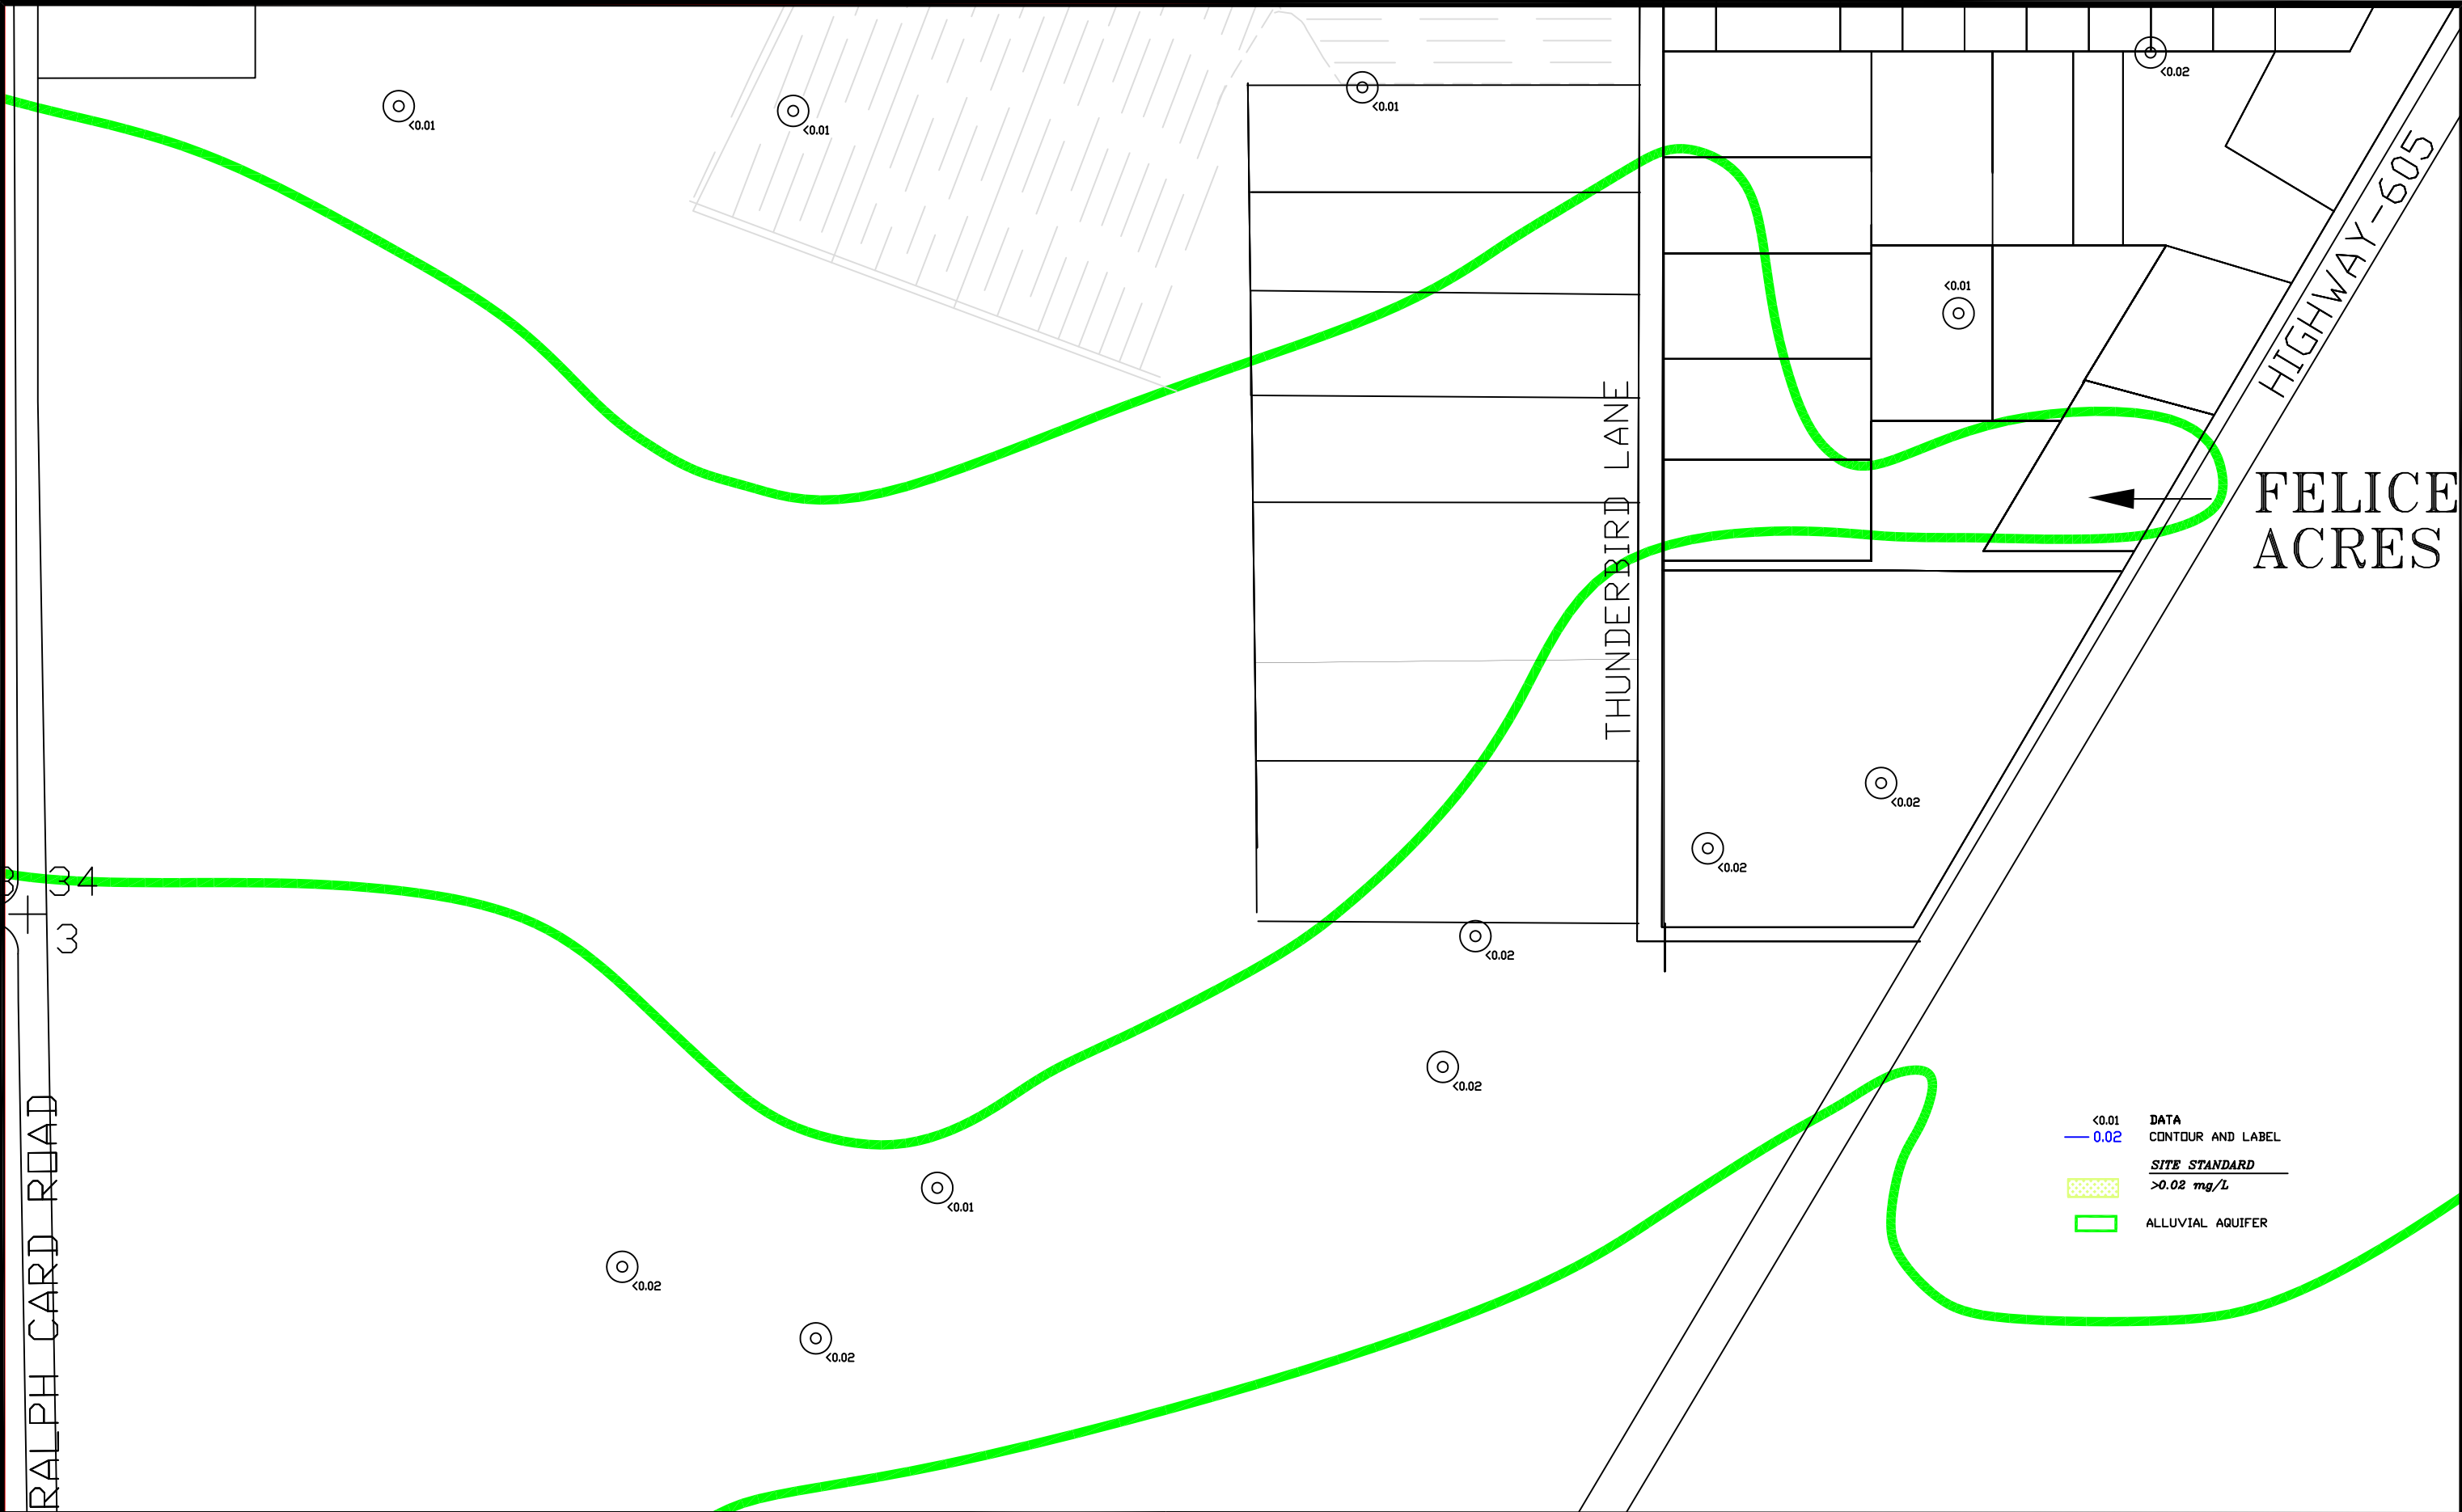 <0.02
<0.01
<0.01
<0.01
HIGHWAY-605
<0.01
THUNDERBIRD LANE
FELICE
ACRES
<0.02
<0.02
34
3
<0.02
<0.02
<0.01
<0.02
<0.02
RALPH CARD ROAD
<0.01 DATA
0.02 CONTOUR AND LABEL
SITE STANDARD
>0.02 mg/L
ALLUVIAL AQUIFER